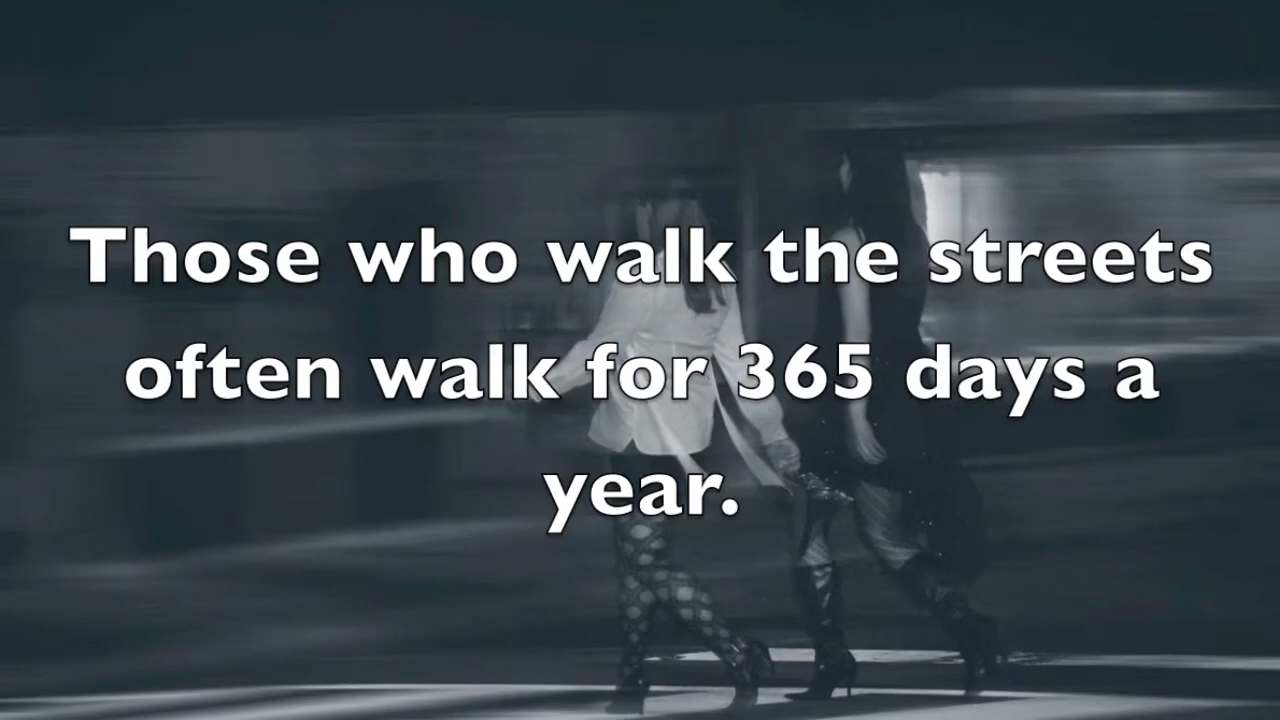 Those who walk the streets
often walk for 365 days a
year.